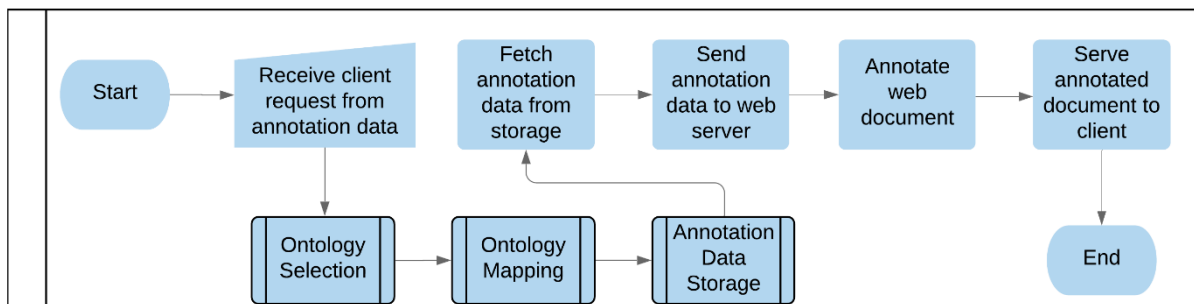 Start
Receive client
request from
annotation data
Ontology
Selection
Ontology
Mapping
Annotation
Data
Storage
Fetch
annotation
data from
storage
Send
annotation
data to web
server
Annotate
web
document
Serve
annotated
document to
client
End